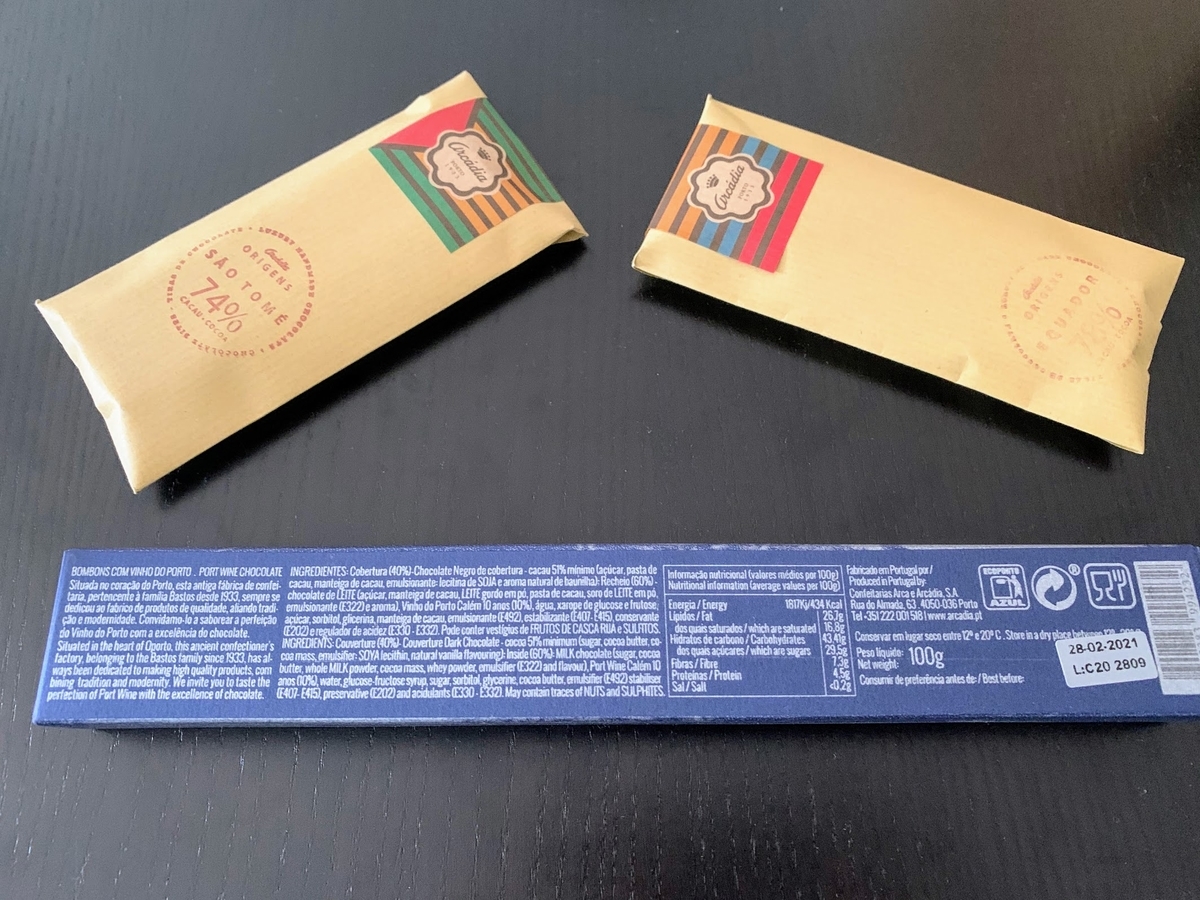 Arcádia
PORTO
1933
Arcádia
ORIGENS
SÃO TOMÉ
74%
CACAU-COCOA
LUXURY HANDMADE CHOCOLATE
Arcádia
PORTO
1933
ORIGENS
EQUADOR
BOMBONS COM VINHO DO PORTO . PORT WINE CHOCOLATE
Situada no coração do Porto, esta antiga fábrica de confei-
taria, pertencente à família Bastos desde 1933, sempre se
dedicou ao fabrico de produtos de qualidade, aliando tradi-
ção e modernidade. Convidamo-lo a saborear a perfeição
do Vinho do Porto com a excelência do chocolate.
Situated in the heart of Oporto, this ancient confectioner's
factory, belonging to the Bastos family since 1933, has al-
ways been dedicated to making high quality products, com
bining tradition and modernity. We invite you to taste the
perfection of Port Wine with the excellence of chocolate.
INGREDIENTES: Cobertura (40%)-Chocolate Negro de cobertura - cacau 51% mínimo (açúcar, pasta de
cacau, manteiga de cacau, emulsionante: lecitina de SOJA e aroma natural de baunilha): Recheio (60%) -
chocolate de LEITE (açúcar, manteiga de cacau, LEITE gordo em pó, pasta de cacau, soro de LEITE em pó,
emulsionante (E322) e aroma), Vinho do Porto Calém 10 anos (10%), água, xarope de glucose e frutose,
açúcar, sorbitol, glicerina, manteiga de cacau, emulsionante (E492), estabilizante (E407-E415), conservante
(E202) e regulador de acidez (E330 - E332). Pode conter vestígios de FRUTOS DE CASCA RIJA e SULFITOS.
INGREDIENTS: Couverture (40%)- Couverture Dark Chocolate - cocoa 51% minimum (sugar, cocoa butter, co-
coa mass, emulsifier: SOYA lecithin, natural vanilla flavouring): Inside (60%)- MILK chocolate (sugar, cocoa
butter, whole MILK powder, cocoa mass, whey powder, emulsifier (E322) and flavour), Port Wine Calém 10
anos (10%), water, glucose-fructose syrup, sugar, sorbitol, glycerine, cocoa butter, emulsifier (E492) stabiliser
(E407- E415), preservative (E202) and acidulants (E330 - E332). May contain traces of NUTS and SULPHITES.
Informação nutricional (valores médios por 100g)
Nutritional information (average values per 100g)
Energia / Energy 1817Kj/434 Kcal
Lípidos / Fat 26,7g
dos quais saturados / which are saturated 16,8g
Hidratos de carbono / Carbohydrates 43,41g
dos quais açúcares / which are sugars 29,5g
Fibras / Fibre 7,3g
Proteínas / Protein 4,5g
Sal / Salt <0,2g
Fabricado em Portugal por/
Produced in Portugal by:
Confeitarias Arca e Arcádia, S.A.
Rua do Almada, 63 4050-036 Porto
Tel +351 222 001 518 | www.arcadia.pt
ECOPONTO
AZUL
Conservar em lugar seco entre 12º e 20º C . Store in a dry place between
Peso líquido:
Net weight: 100g
Consumir de preferência antes de: / Best before:
28-02-2021
L:C20 2809